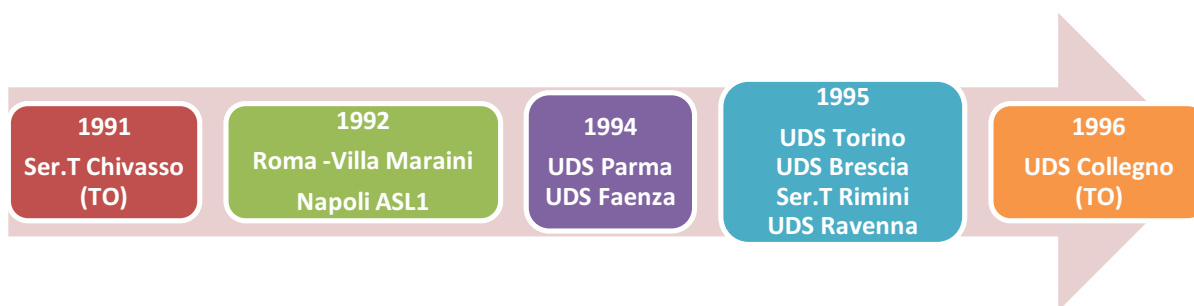 1991
Ser.T Chivasso
(TO)
1992
Roma -Villa Maraini
Napoli ASL1
1994
UDS Parma
UDS Faenza
1995
UDS Torino
UDS Brescia
Ser.T Rimini
UDS Ravenna
1996
UDS Collegno
(TO)